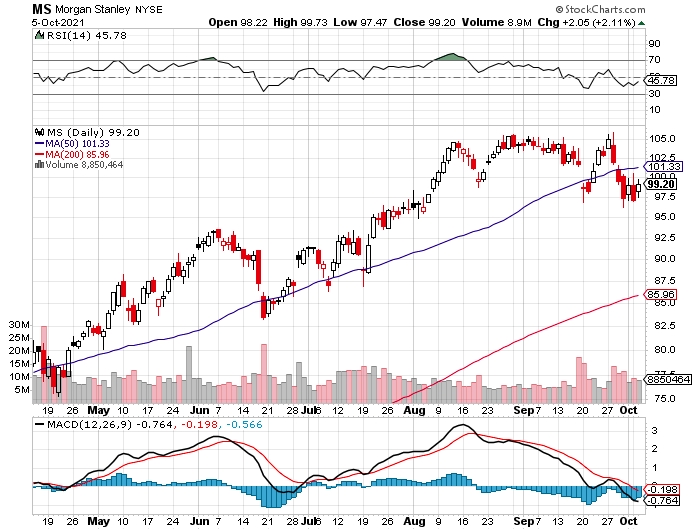 MS Morgan Stanley NYSE © StockCharts.com
5-Oct-2021 Open 98.22 High 99.73 Low 97.47 Close 99.20 Volume 8.9M Chg +2.05 (+2.11%)
RSI(14) 45.78
90
70
50
45.78
30
10
MS (Daily) 99.20
MA(50) 101.33
MA(200) 85.96
Volume 8,850,464
105.0
102.5
101.33
100.0
99.20
97.5
95.0
92.5
90.0
87.5
85.96
85.0
82.5
80.0
77.5
75.0
30M
25M
20M
15M
10M
5M
8850464
19 26 May 10 17 24 Jun 7 14 21 28 Jul 6 12 19 26 Aug 9 16 23 Sep 7 13 20 27 Oct
MACD(12,26,9) -0.764, -0.198, -0.566
3
2
1
0
-0.198
-0.764
19 26 May 10 17 24 Jun 7 14 21 28 Jul 6 12 19 26 Aug 9 16 23 Sep 7 13 20 27 Oct